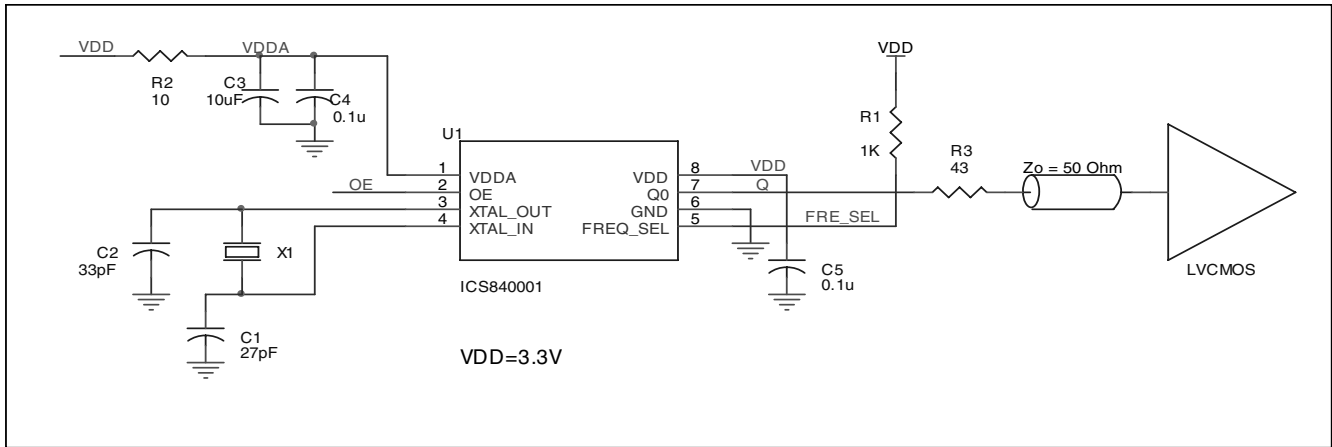 VDD
VDDA
VDD
R2
10
C3
10uF
C4
0.1u
U1
R1
1K
R3
43
Zo = 50 Ohm
1
2
3
4
OE
VDDA
OE
XTAL_OUT
XTAL_IN
VDD
Q0
GND
FREQ_SEL
8
7
6
5
VDD
Q
FRE_SEL
C2
33pF
X1
C1
27pF
ICS840001
C5
0.1u
LVCMOS
VDD=3.3V